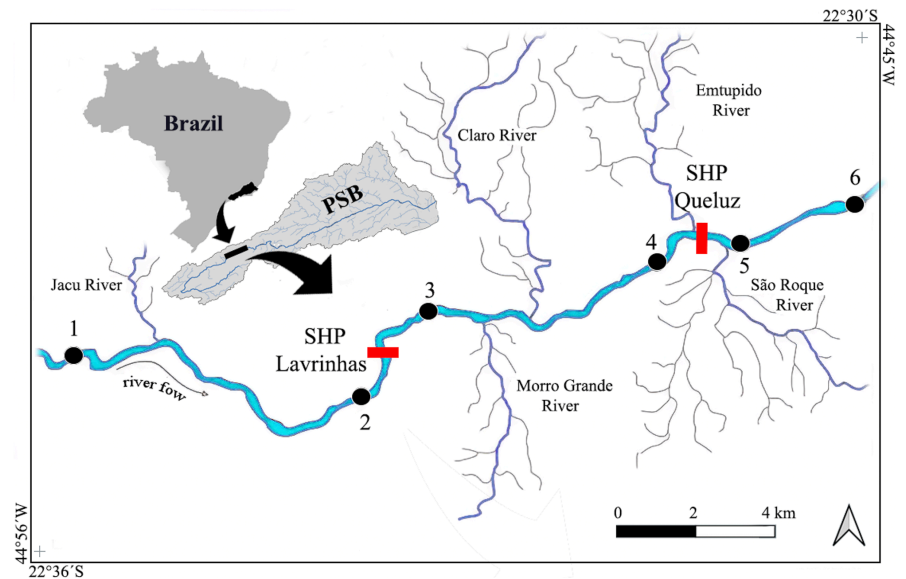 22°30´S
44°45´W
Emtupido
River
Claro River
Brazil
SHP
Queluz
PSB
6
4
5
Jacu River
São Roque
River
3
SHP
Lavrinhas
1
river fow
Morro Grande
River
2
0 2 4 km
44°56´W
22°36´S